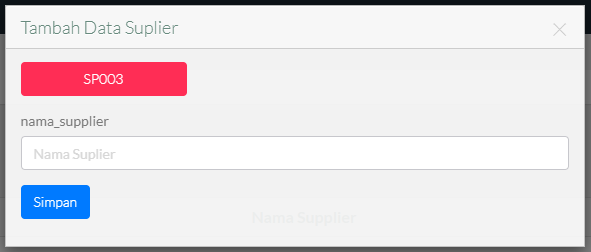 Tambah Data Suplier
×
SP003
nama_supplier
Nama Suplier
Simpan
Nama Supplier